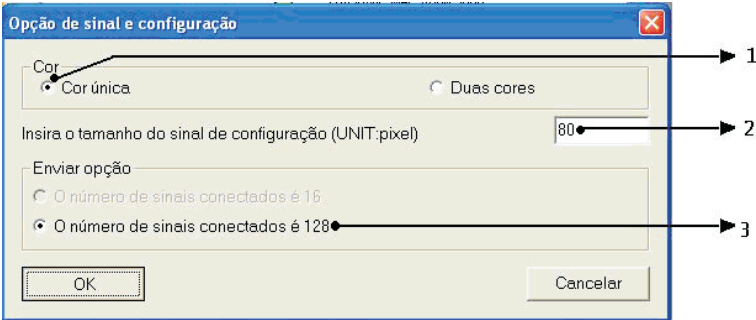 Opção de sinal e configuração
Cor
Cor única
Duas cores
1
Insira o tamanho do sinal de configuração (UNIT:pixel)
80
2
Enviar opção
O número de sinais conectados é 16
O número de sinais conectados é 128
3
OK
Cancelar